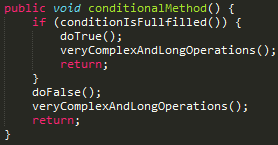 public void conditionalMethod() {
    if (conditionIsFullfilled()) {
        doTrue();
        veryComplexAndLongOperations();
        return;
    }
    doFalse();
    veryComplexAndLongOperations();
    return;
}